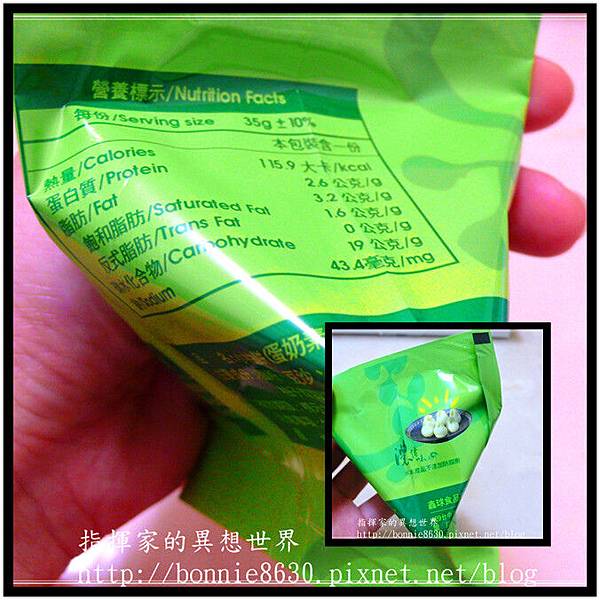 營養標示/Nutrition Facts
每份/Serving size 35g±10%
本包裝含一份
熱量/Calories 115.9 大卡/kcal
蛋白質/Protein 2.6 公克/g
脂肪/Fat 3.2 公克/g
飽和脂肪/Saturated Fat 1.6 公克/g
反式脂肪/Trans Fat 0 公克/g
碳水化合物/Carbohydrate 19 公克/g
鈉/Sodium 43.4毫克/mg
(蛋奶素
指揮家的異想世界
http://bonnie8630.pixnet.net/blog
指揮家的異想世界
http://bonnie8630.pixnet.net/blog